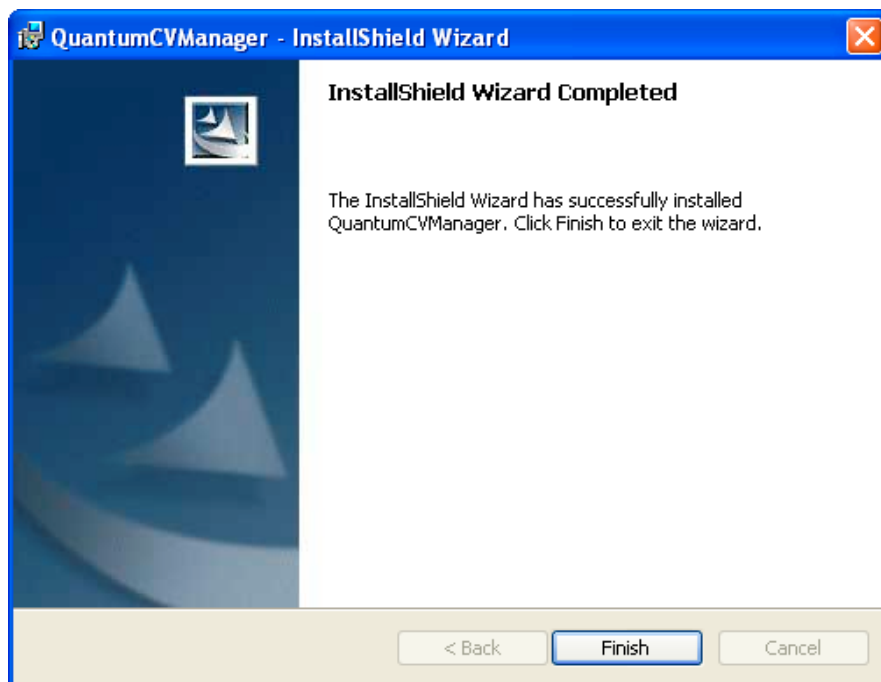 QuantumCVManager - InstallShield Wizard
InstallShield Wizard Completed
The InstallShield Wizard has successfully installed
QuantumCVManager. Click Finish to exit the wizard.
< Back
Finish
Cancel